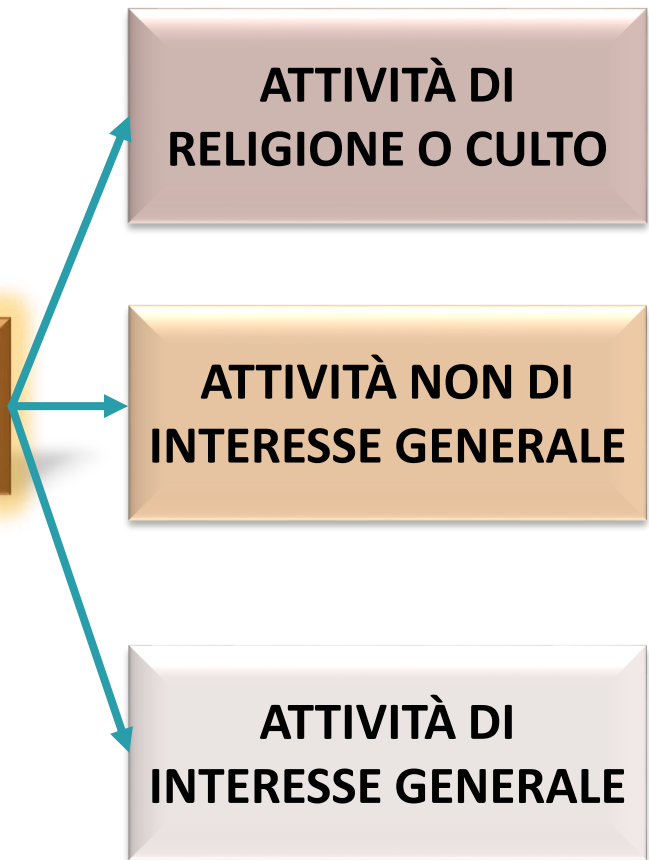 ATTIVITÀ DI
RELIGIONE O CULTO
ATTIVITÀ NON DI
INTERESSE GENERALE
ATTIVITÀ DI
INTERESSE GENERALE